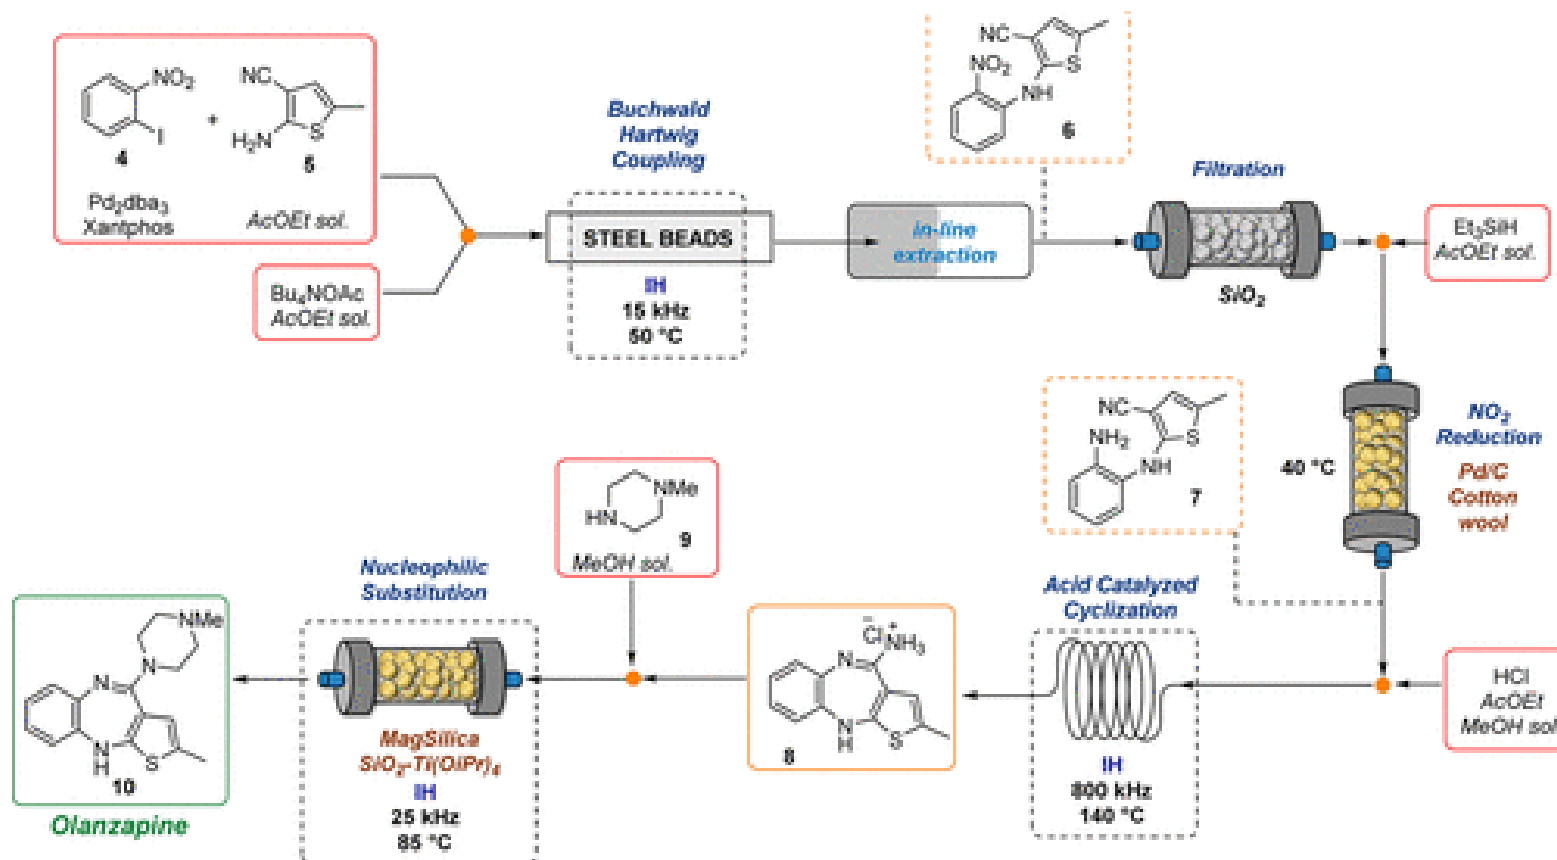 NO₂
I
4
+
NC
H₂N
S
5
Pd₂dba₃
Xantphos
AcOEt sol.
Bu₄NOAc
AcOEt sol.
Buchwald
Hartwig
Coupling
STEEL BEADS
IH
15 kHz
50 °C
in-line
extraction
NC
NO₂
S
NH
6
Filtration
SiO₂
Et₃SiH
AcOEt sol.
NO₂
Reduction
40 °C
Pd/C
Cotton
wool
NC
NH₂
S
NH
7
HCl
AcOEt
MeOH sol.
Acid Catalyzed
Cyclization
IH
800 kHz
140 °C
Cl⁻
NH₃⁺
N
N
H
S
8
NMe
HN
9
MeOH sol.
Nucleophilic
Substitution
MagSilica
SiO₂-Ti(OiPr)₄
IH
25 kHz
85 °C
NMe
N
N
N
H
S
10
Olanzapine